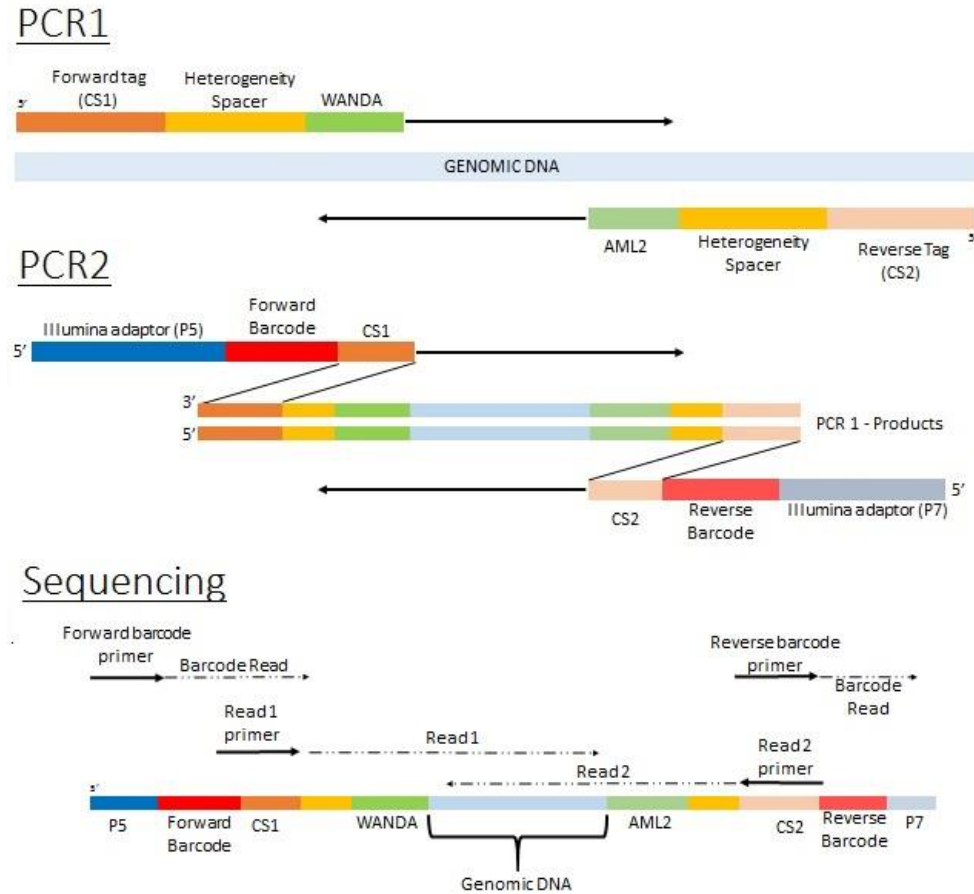 PCR1
Forward tag
(CS1)
Heterogeneity
Spacer
WANDA
5'
GENOMIC DNA
AML2
Heterogeneity
Spacer
Reverse Tag
(CS2)
PCR2
Illumina adaptor (P5)
Forward
Barcode
CS1
5'
3'
5'
PCR 1 - Products
5'
CS2
Reverse
Barcode
Illumina adaptor (P7)
Sequencing
Forward barcode
primer
Barcode Read
Reverse barcode
primer
Barcode
Read
Read 1
primer
Read 1
Read 2
Read 2
primer
P5
Forward
Barcode
CS1
WANDA
AML2
CS2
Reverse
Barcode
P7
Genomic DNA